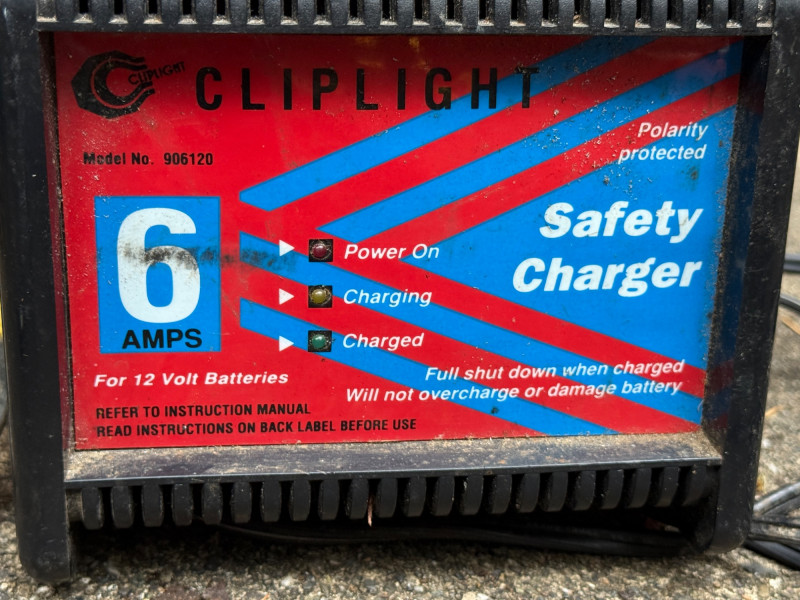 CLIPLIGHT
CLIPLIGHT
Model No. 906120
Polarity
protected
6
AMPS
Safety
Charger
Power On
Charging
Charged
For 12 Volt Batteries
Full shut down when charged
Will not overcharge or damage battery
REFER TO INSTRUCTION MANUAL
READ INSTRUCTIONS ON BACK LABEL BEFORE USE